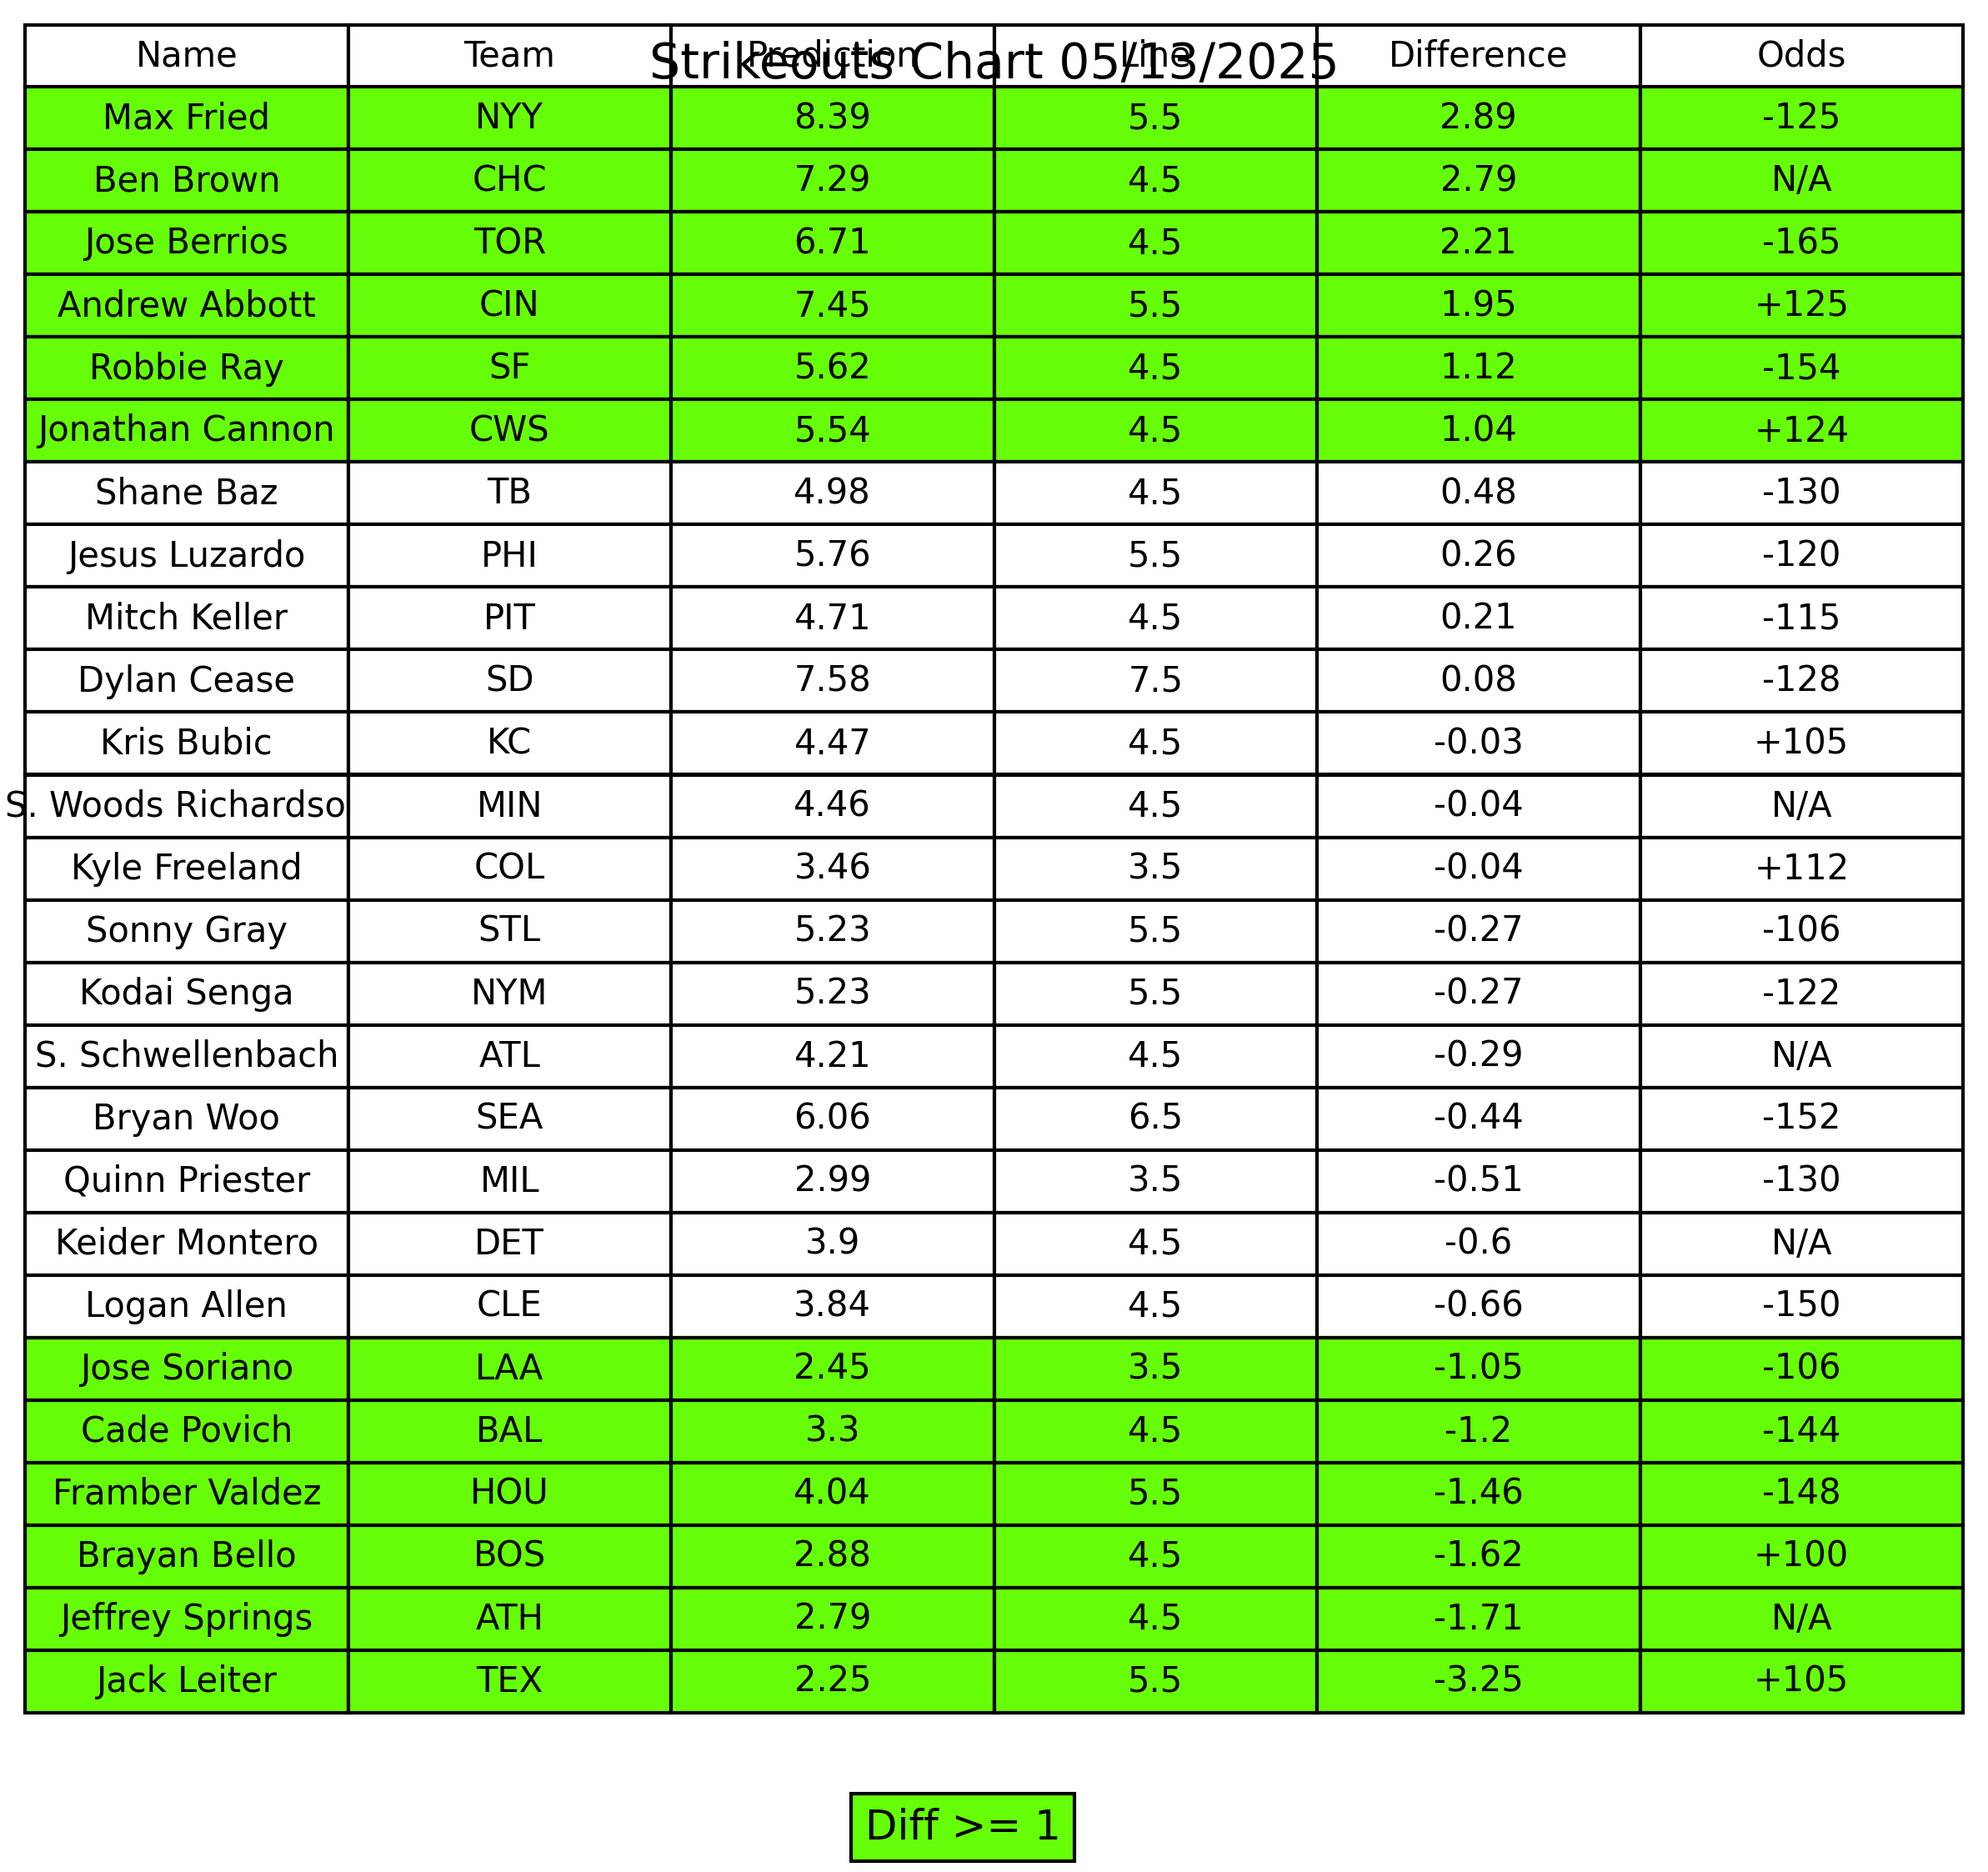 Strikeouts Chart 05/13/2025
Name Team Prediction Line Difference Odds
Max Fried NYY 8.39 5.5 2.89 -125
Ben Brown CHC 7.29 4.5 2.79 N/A
Jose Berrios TOR 6.71 4.5 2.21 -165
Andrew Abbott CIN 7.45 5.5 1.95 +125
Robbie Ray SF 5.62 4.5 1.12 -154
Jonathan Cannon CWS 5.54 4.5 1.04 +124
Shane Baz TB 4.98 4.5 0.48 -130
Jesus Luzardo PHI 5.76 5.5 0.26 -120
Mitch Keller PIT 4.71 4.5 0.21 -115
Dylan Cease SD 7.58 7.5 0.08 -128
Kris Bubic KC 4.47 4.5 -0.03 +105
S. Woods Richardso MIN 4.46 4.5 -0.04 N/A
Kyle Freeland COL 3.46 3.5 -0.04 +112
Sonny Gray STL 5.23 5.5 -0.27 -106
Kodai Senga NYM 5.23 5.5 -0.27 -122
S. Schwellenbach ATL 4.21 4.5 -0.29 N/A
Bryan Woo SEA 6.06 6.5 -0.44 -152
Quinn Priester MIL 2.99 3.5 -0.51 -130
Keider Montero DET 3.9 4.5 -0.6 N/A
Logan Allen CLE 3.84 4.5 -0.66 -150
Jose Soriano LAA 2.45 3.5 -1.05 -106
Cade Povich BAL 3.3 4.5 -1.2 -144
Framber Valdez HOU 4.04 5.5 -1.46 -148
Brayan Bello BOS 2.88 4.5 -1.62 +100
Jeffrey Springs ATH 2.79 4.5 -1.71 N/A
Jack Leiter TEX 2.25 5.5 -3.25 +105
Diff >= 1